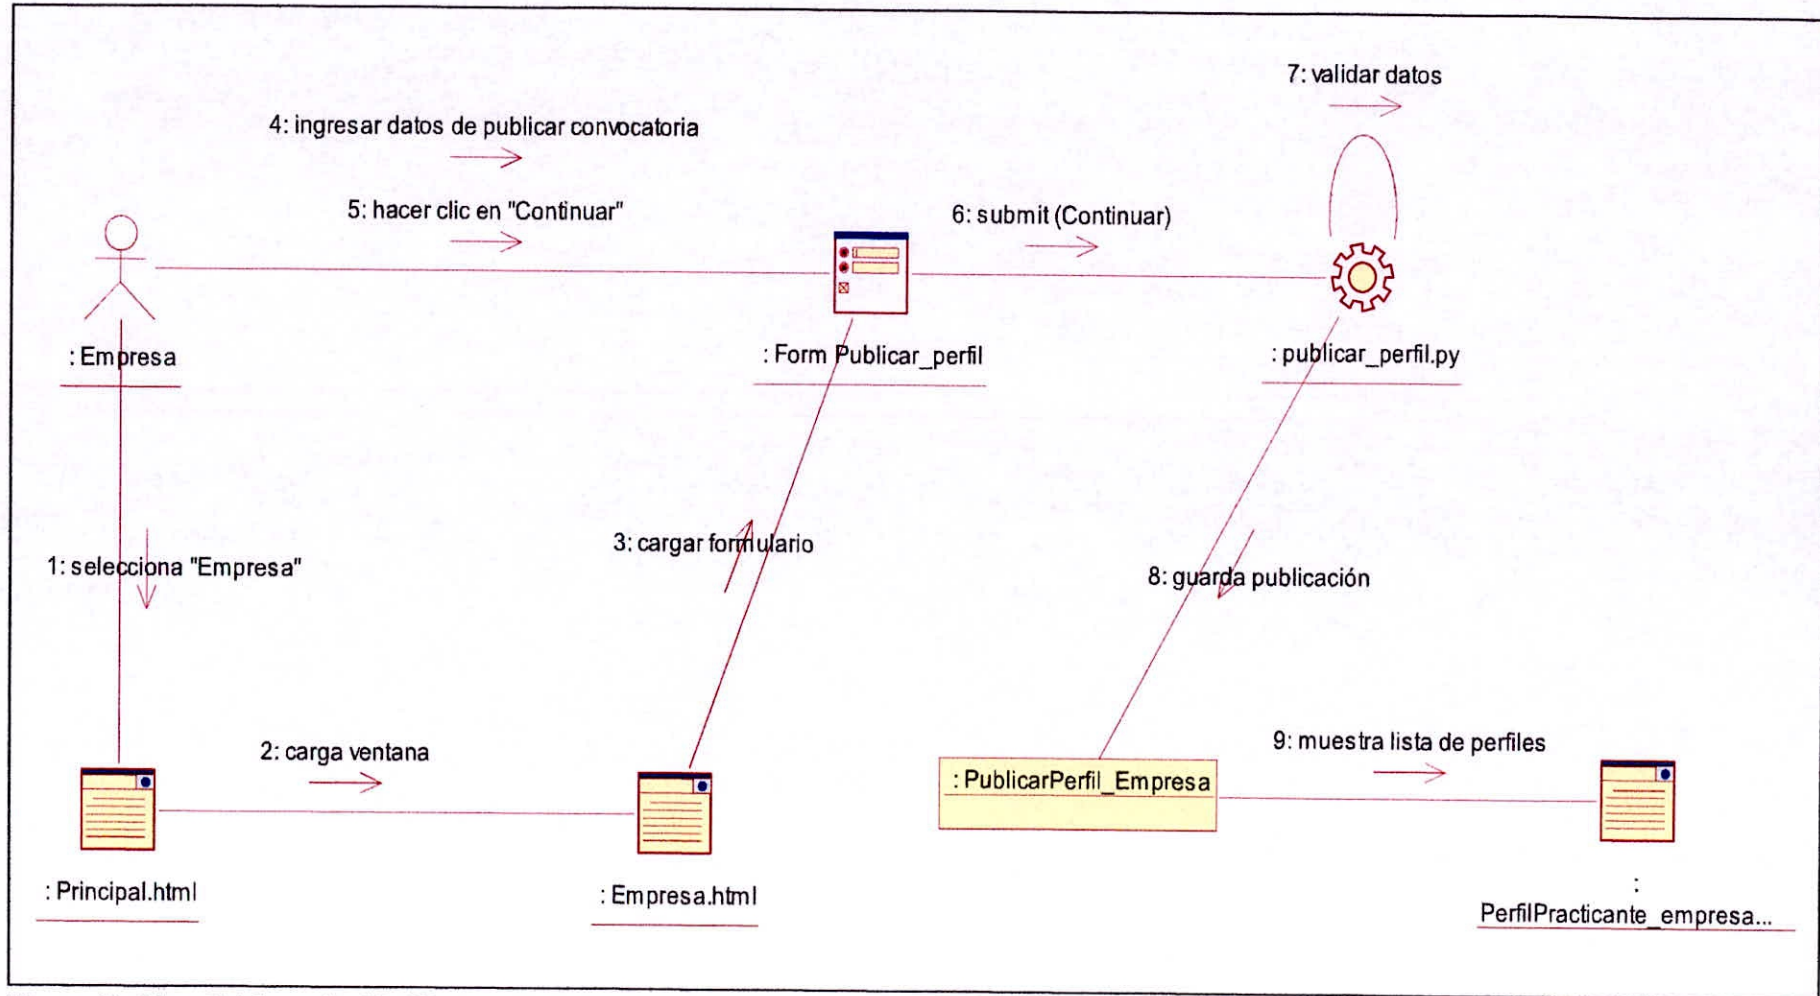 7: validar datos
4: ingresar datos de publicar convocatoria
5: hacer clic en "Continuar"
6: submit (Continuar)
: Empresa
: Form Publicar_perfil
: publicar_perfil.py
3: cargar formulario
1: selecciona "Empresa"
8: guarda publicación
2: carga ventana
9: muestra lista de perfiles
: PublicarPerfil_Empresa
: Principal.html
: Empresa.html
:
PerfilPracticante_empresa...